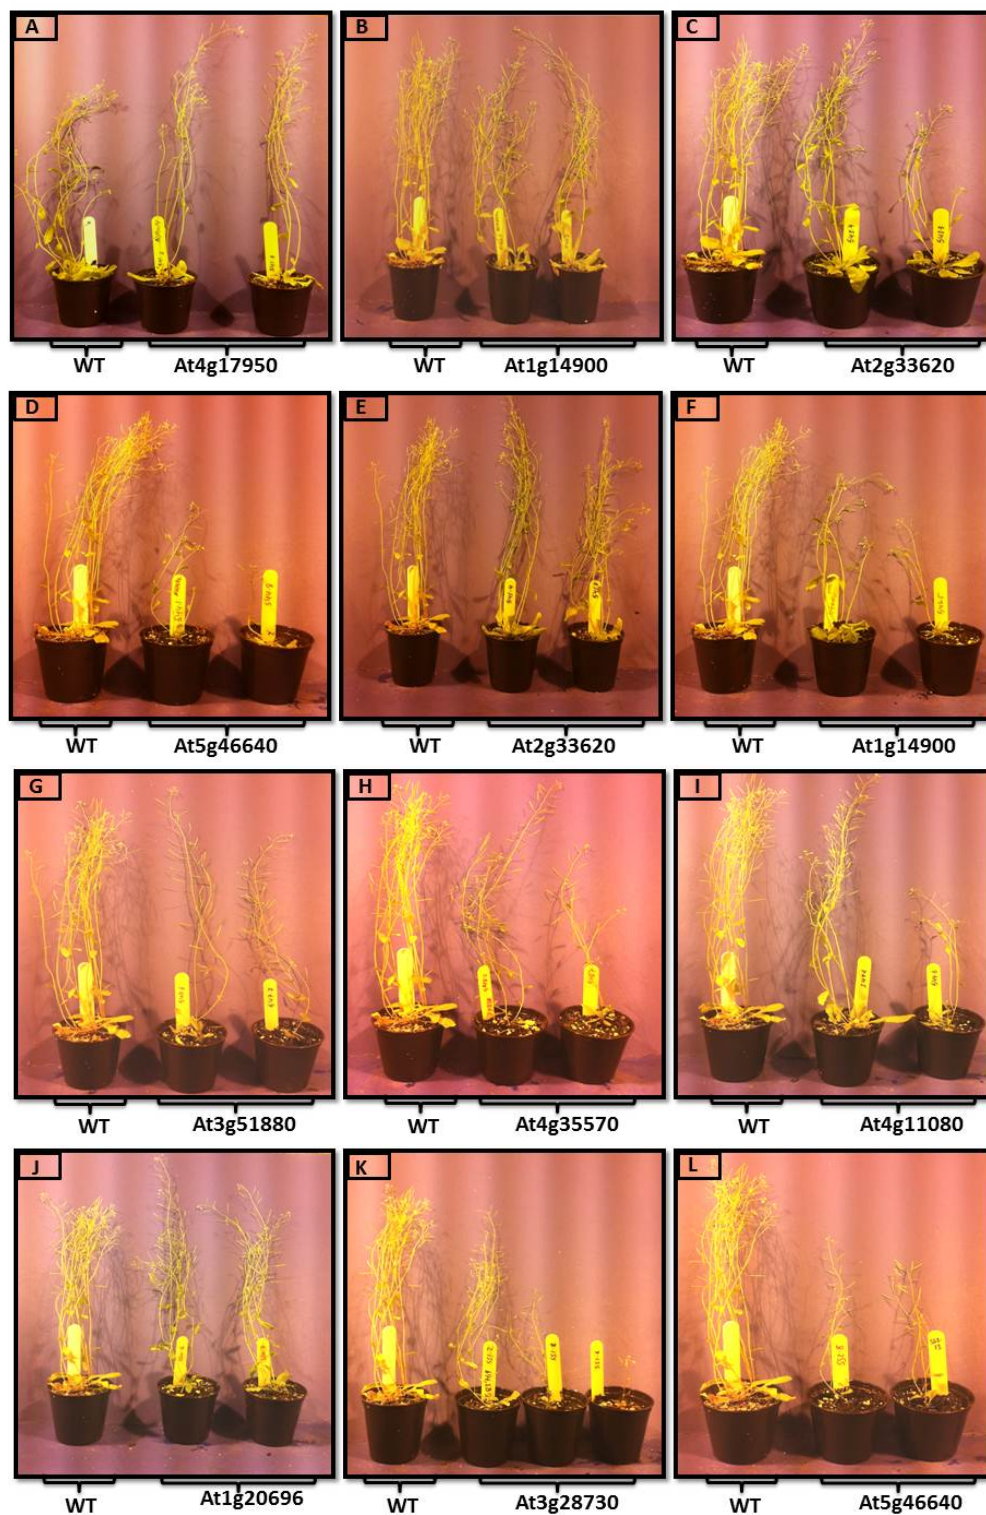 A
B
C
WT
At4g17950
WT
At1g14900
WT
At2g33620
D
E
F
WT
At5g46640
WT
At2g33620
WT
At1g14900
G
H
I
WT
At3g51880
WT
At4g35570
WT
At4g11080
J
K
L
WT
At1g20696
WT
At3g28730
WT
At5g46640